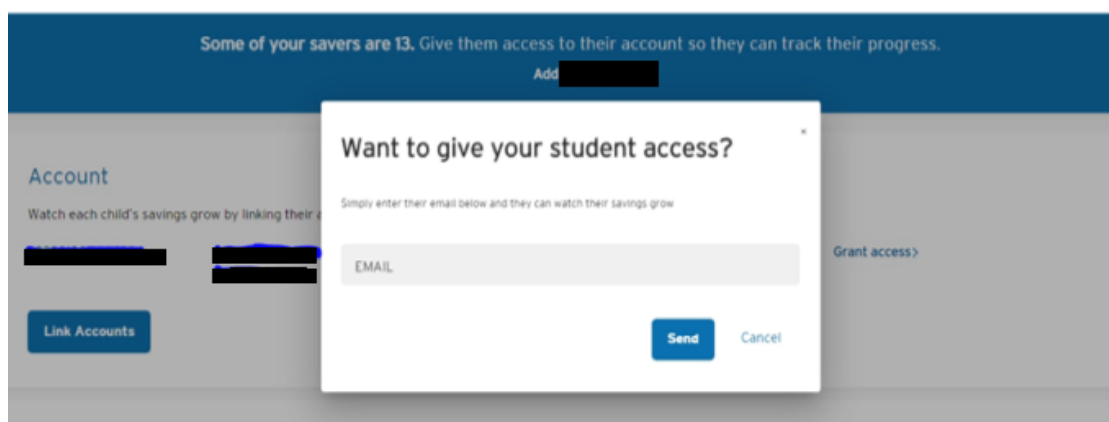 Some of your savers are 13. Give them access to their account so they can track their progress.
Add
Want to give your student access?
Simply enter their email below and they can watch their savings grow
EMAIL
Send
Cancel
Account
Watch each child's savings grow by linking their
Grant access>
Link Accounts